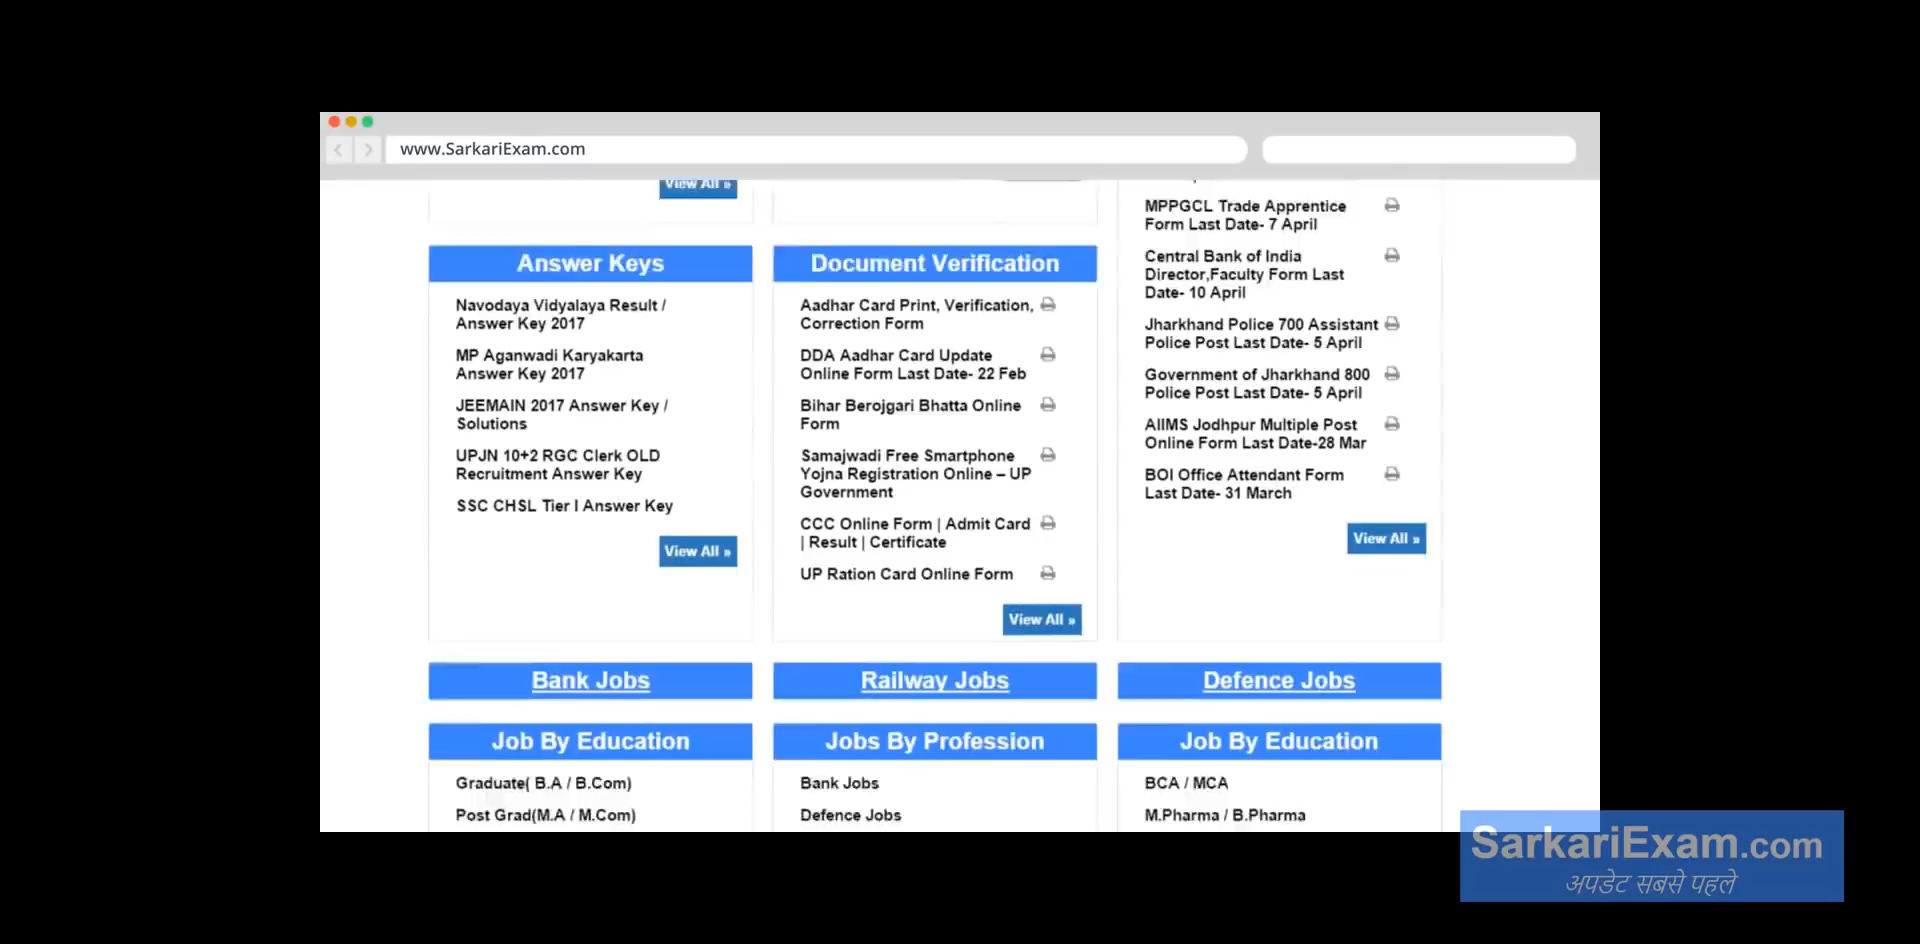 www.SarkariExam.com
View All »
Answer Keys
Navodaya Vidyalaya Result /
Answer Key 2017
MP Aganwadi Karyakarta
Answer Key 2017
JEEMAIN 2017 Answer Key /
Solutions
UPJN 10+2 RGC Clerk OLD
Recruitment Answer Key
SSC CHSL Tier I Answer Key
View All »
Document Verification
Aadhar Card Print, Verification,
Correction Form
DDA Aadhar Card Update
Online Form Last Date- 22 Feb
Bihar Berojgari Bhatta Online
Form
Samajwadi Free Smartphone
Yojna Registration Online – UP
Government
CCC Online Form | Admit Card
| Result | Certificate
UP Ration Card Online Form
View All »
MPPGCL Trade Apprentice
Form Last Date- 7 April
Central Bank of India
Director,Faculty Form Last
Date- 10 April
Jharkhand Police 700 Assistant
Police Post Last Date- 5 April
Government of Jharkhand 800
Police Post Last Date- 5 April
AIIMS Jodhpur Multiple Post
Online Form Last Date-28 Mar
BOI Office Attendant Form
Last Date- 31 March
View All »
Bank Jobs
Railway Jobs
Defence Jobs
Job By Education
Graduate( B.A / B.Com)
Post Grad(M.A / M.Com)
Jobs By Profession
Bank Jobs
Defence Jobs
Job By Education
BCA / MCA
M.Pharma / B.Pharma
SarkariExam.com
अपडेट सबसे पहले